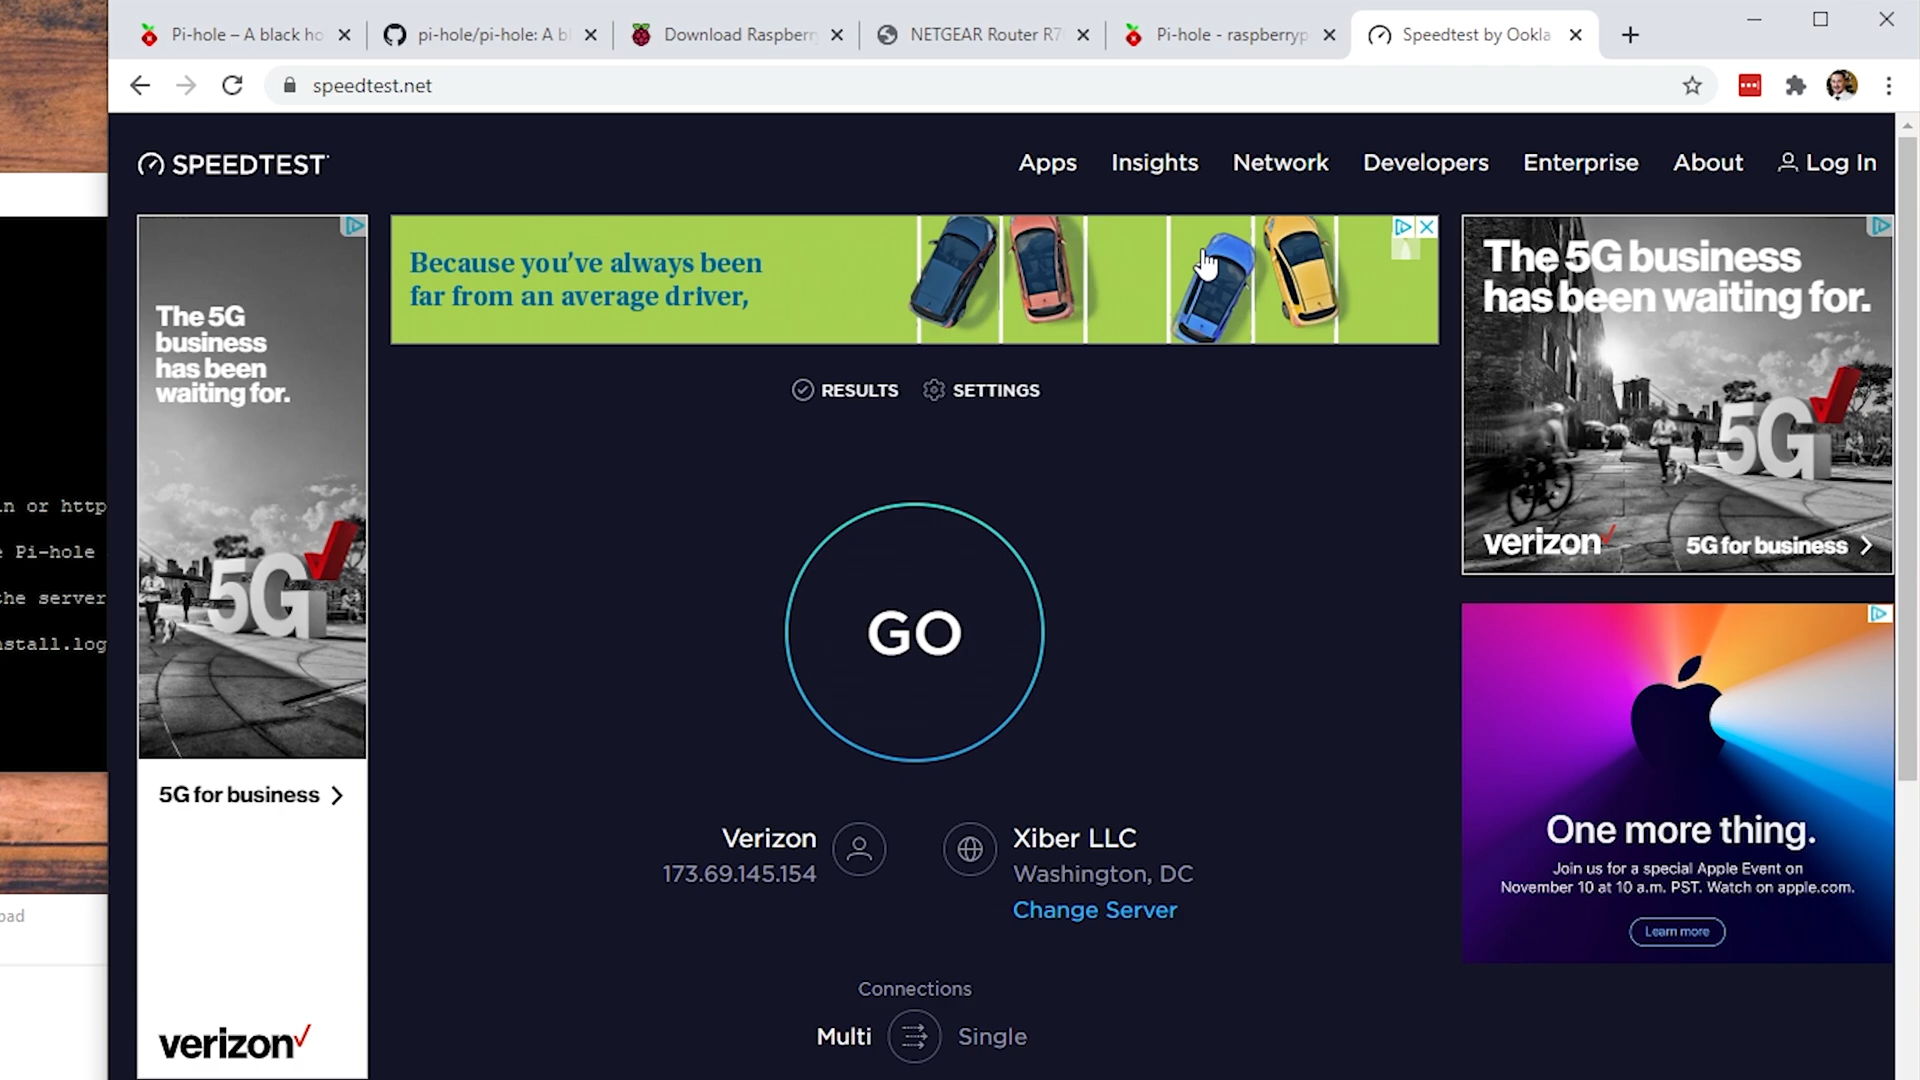 Pi-hole – A black ho
pi-hole/pi-hole: A bl
Download Raspberry
NETGEAR Router R7
Pi-hole - raspberryp
Speedtest by Ookla
speedtest.net
SPEEDTEST
Apps
Insights
Network
Developers
Enterprise
About
Log In
The 5G
business
has been
waiting for.
5G
5G for business
verizon
Because you've always been
far from an average driver,
The 5G business
has been waiting for.
5G
verizon
5G for business
RESULTS
SETTINGS
GO
Verizon
173.69.145.154
Xiber LLC
Washington, DC
Change Server
Connections
Multi
Single
One more thing.
Join us for a special Apple Event on
November 10 at 10 a.m. PST. Watch on apple.com.
Learn more
n or http
e Pi-hole
he server
nstall.log
pad